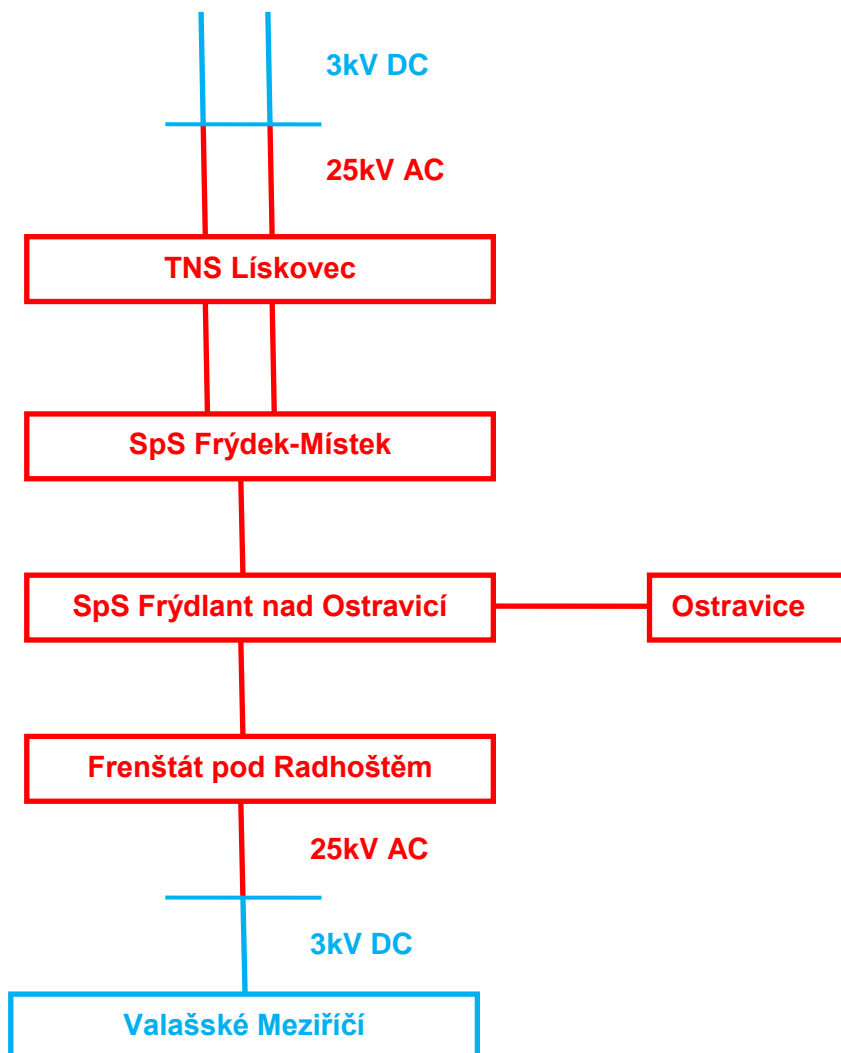 3kV DC
25kV AC
TNS Lískovec
SpS Frýdek-Místek
SpS Frýdlant nad Ostravicí
Ostravice
Frenštát pod Radhoštěm
25kV AC
3kV DC
Valašské Meziříčí